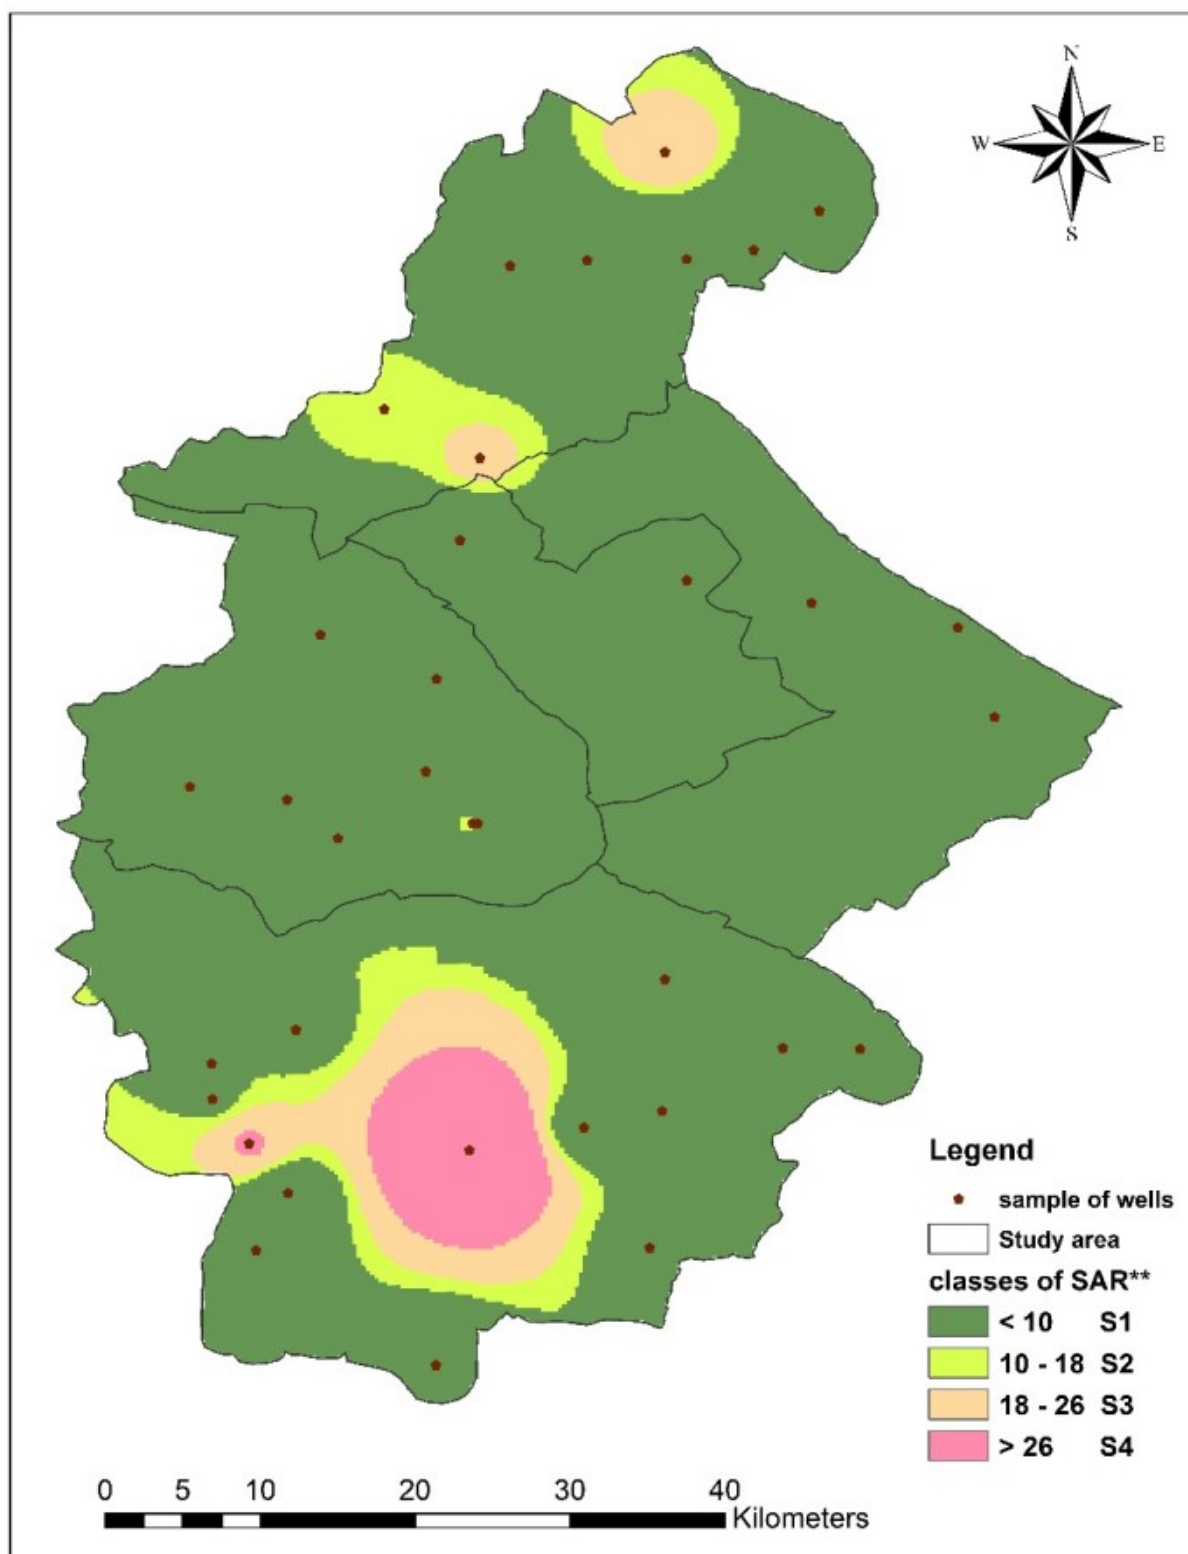 N
W E
S
Legend
sample of wells
Study area
classes of SAR**
< 10 S1
10 - 18 S2
18 - 26 S3
> 26 S4
0 5 10 20 30 40
Kilometers